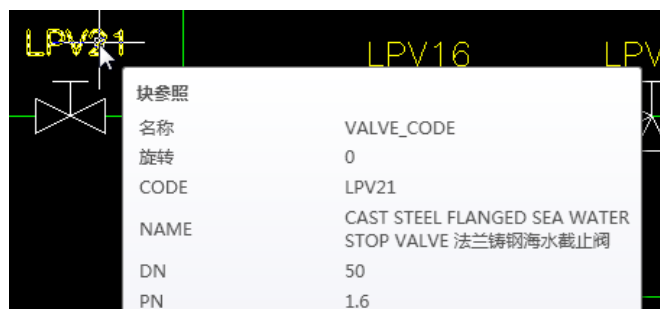 LPV21
LPV16
LPV
块参照
名称 VALVE_CODE
旋转 0
CODE LPV21
NAME CAST STEEL FLANGED SEA WATER
STOP VALVE 法兰铸钢海水截止阀
DN 50
PN 1.6